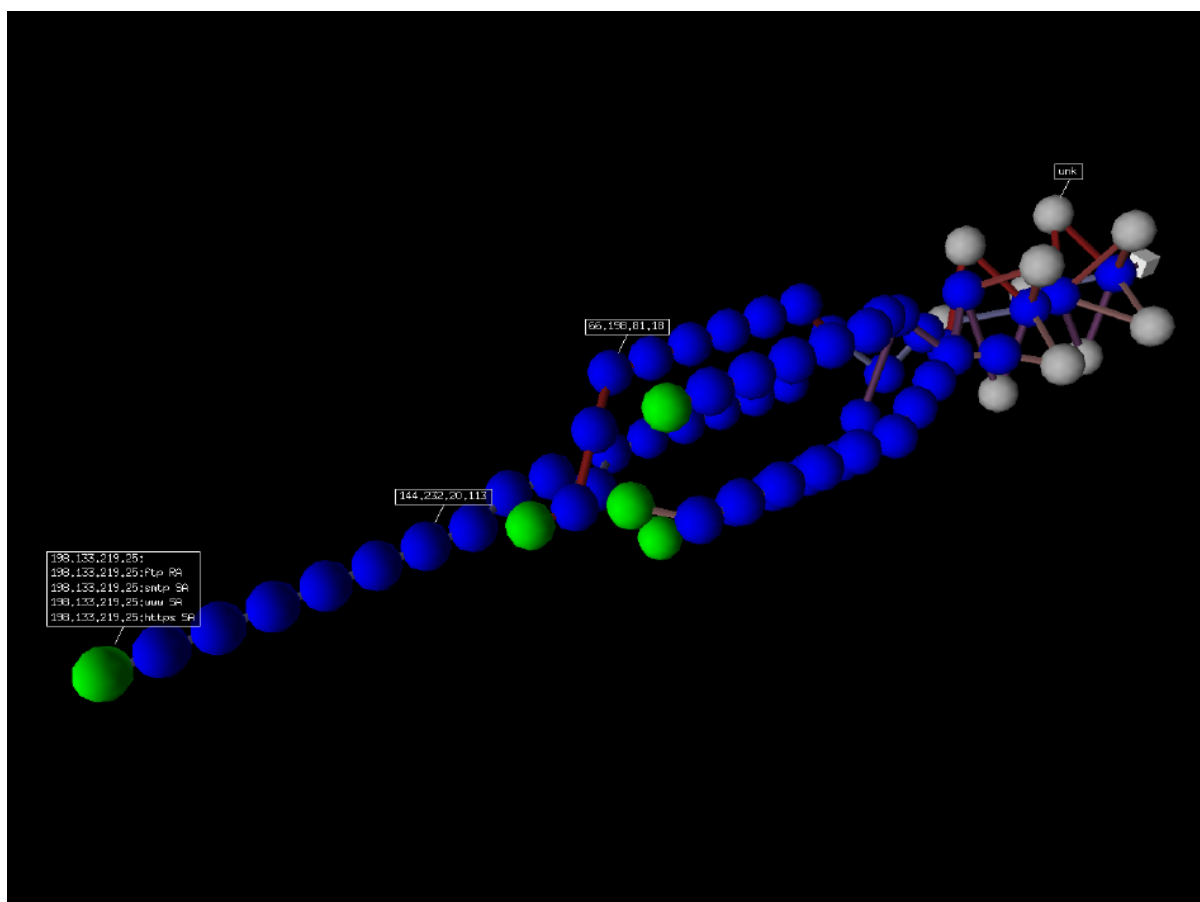 unk
66.198.81.18
144.232.20.113
198.133.219.25:
198.133.219.25:ftp RA
198.133.219.25:smtp SA
198.133.219.25:www SA
198.133.219.25:https SA